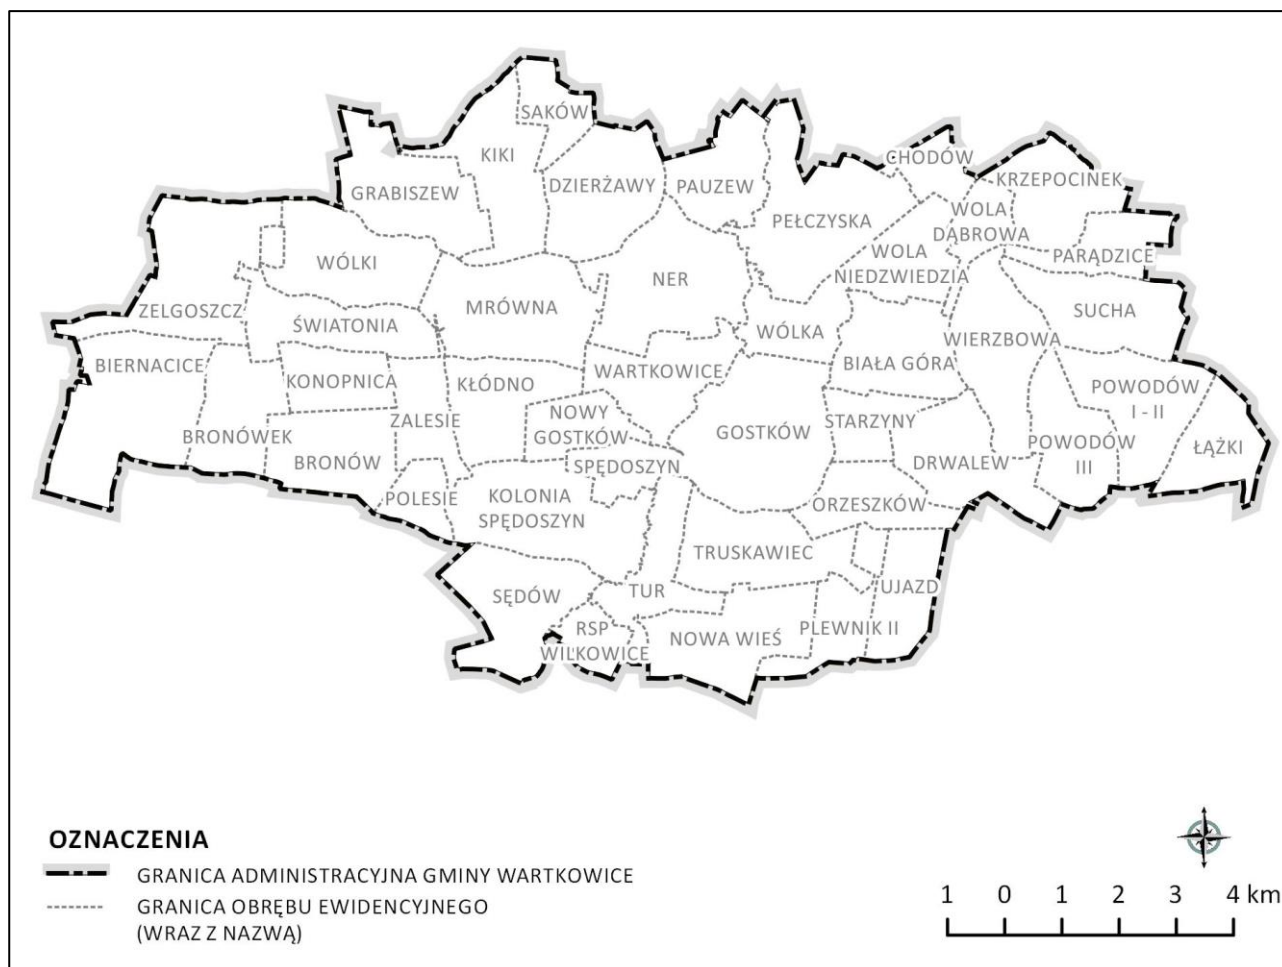 SAKÓW
KIKI
CHODÓW
GRABISZEW
DZIERŻAWY
PAUZEW
KRZEPOCINEK
PEŁCZYSKA
WOLA
DĄBROWA
WOLA
NIEDZWIEDZIA
PARĄDZICE
WÓLKI
NER
ZELGOSZCZ
MRÓWNA
SUCHA
ŚWIATONIA
WÓLKA
WIERZBOWA
BIERNACICE
KONOPNICA
KŁÓDNO
WARTKOWICE
BIAŁA GÓRA
POWODÓW
I - II
NOWY
GOSTKÓW
ZALESIE
GOSTKÓW
STARZYNY
BRONÓWEK
BRONÓW
POWODÓW
III
ŁĄŻKI
SPĘDOSZYN
DRWALEW
POLESIE
KOLONIA
SPĘDOSZYN
ORZESZKÓW
TRUSKAWIEC
SĘDÓW
TUR
UJAZD
RSP
WILKOWICE
NOWA WIEŚ
PLEWNIK II
OZNACZENIA
GRANICA ADMINISTRACYJNA GMINY WARTKOWICE
GRANICA OBRĘBU EWIDENCYJNEGO
(WRAZ Z NAZWĄ)
1 0 1 2 3 4 km